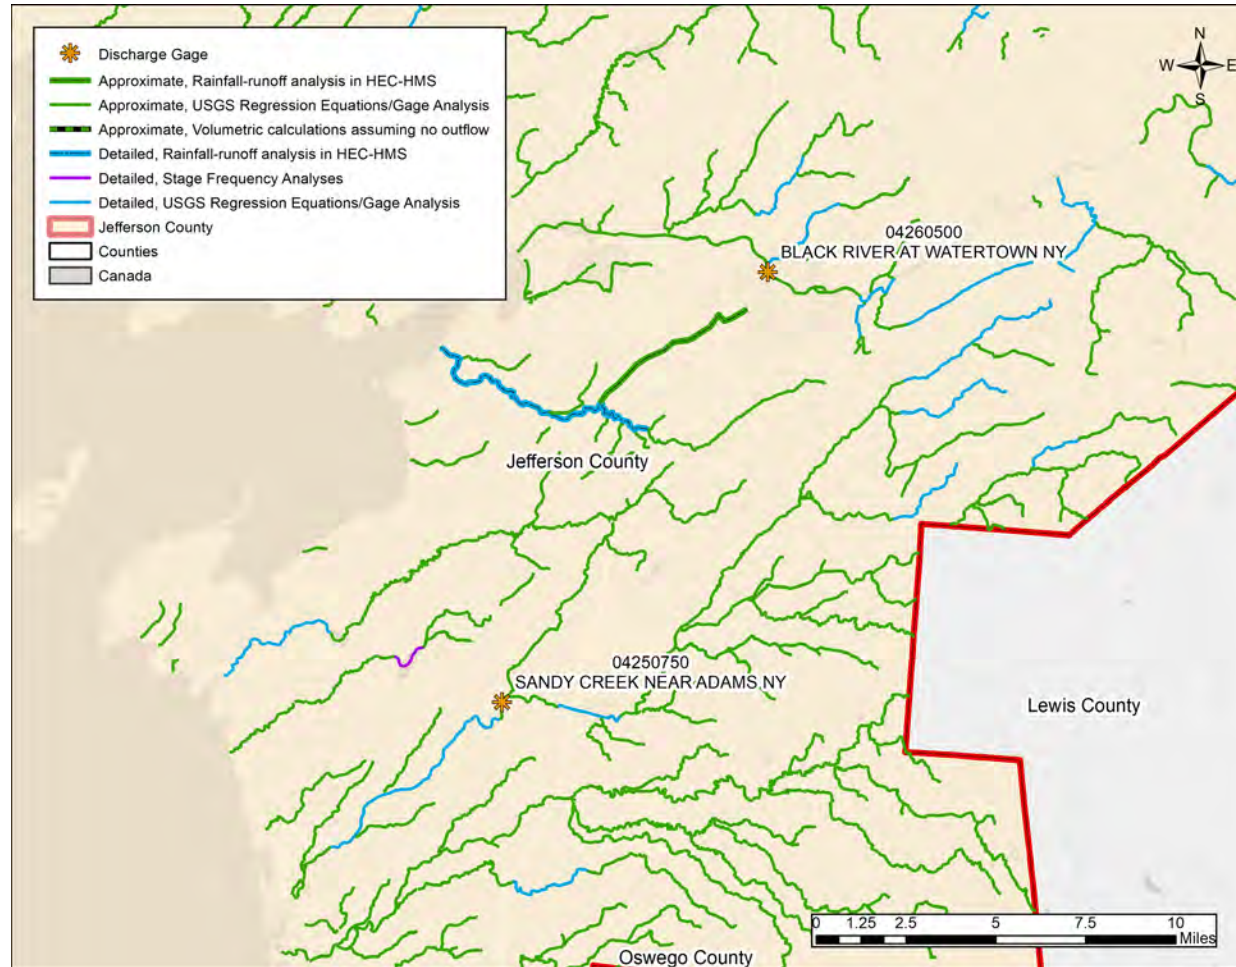 Discharge Gage
Approximate, Rainfall-runoff analysis in HEC-HMS
Approximate, USGS Regression Equations/Gage Analysis
Approximate, Volumetric calculations assuming no outflow
Detailed, Rainfall-runoff analysis in HEC-HMS
Detailed, Stage Frequency Analyses
Detailed, USGS Regression Equations/Gage Analysis
Jefferson County
Counties
Canada
N
W E
S
04260500
BLACK RIVER AT WATERTOWN NY
Jefferson County
04250750
SANDY CREEK NEAR ADAMS NY
Lewis County
0 1.25 2.5 5 7.5 10
Miles
Oswego County